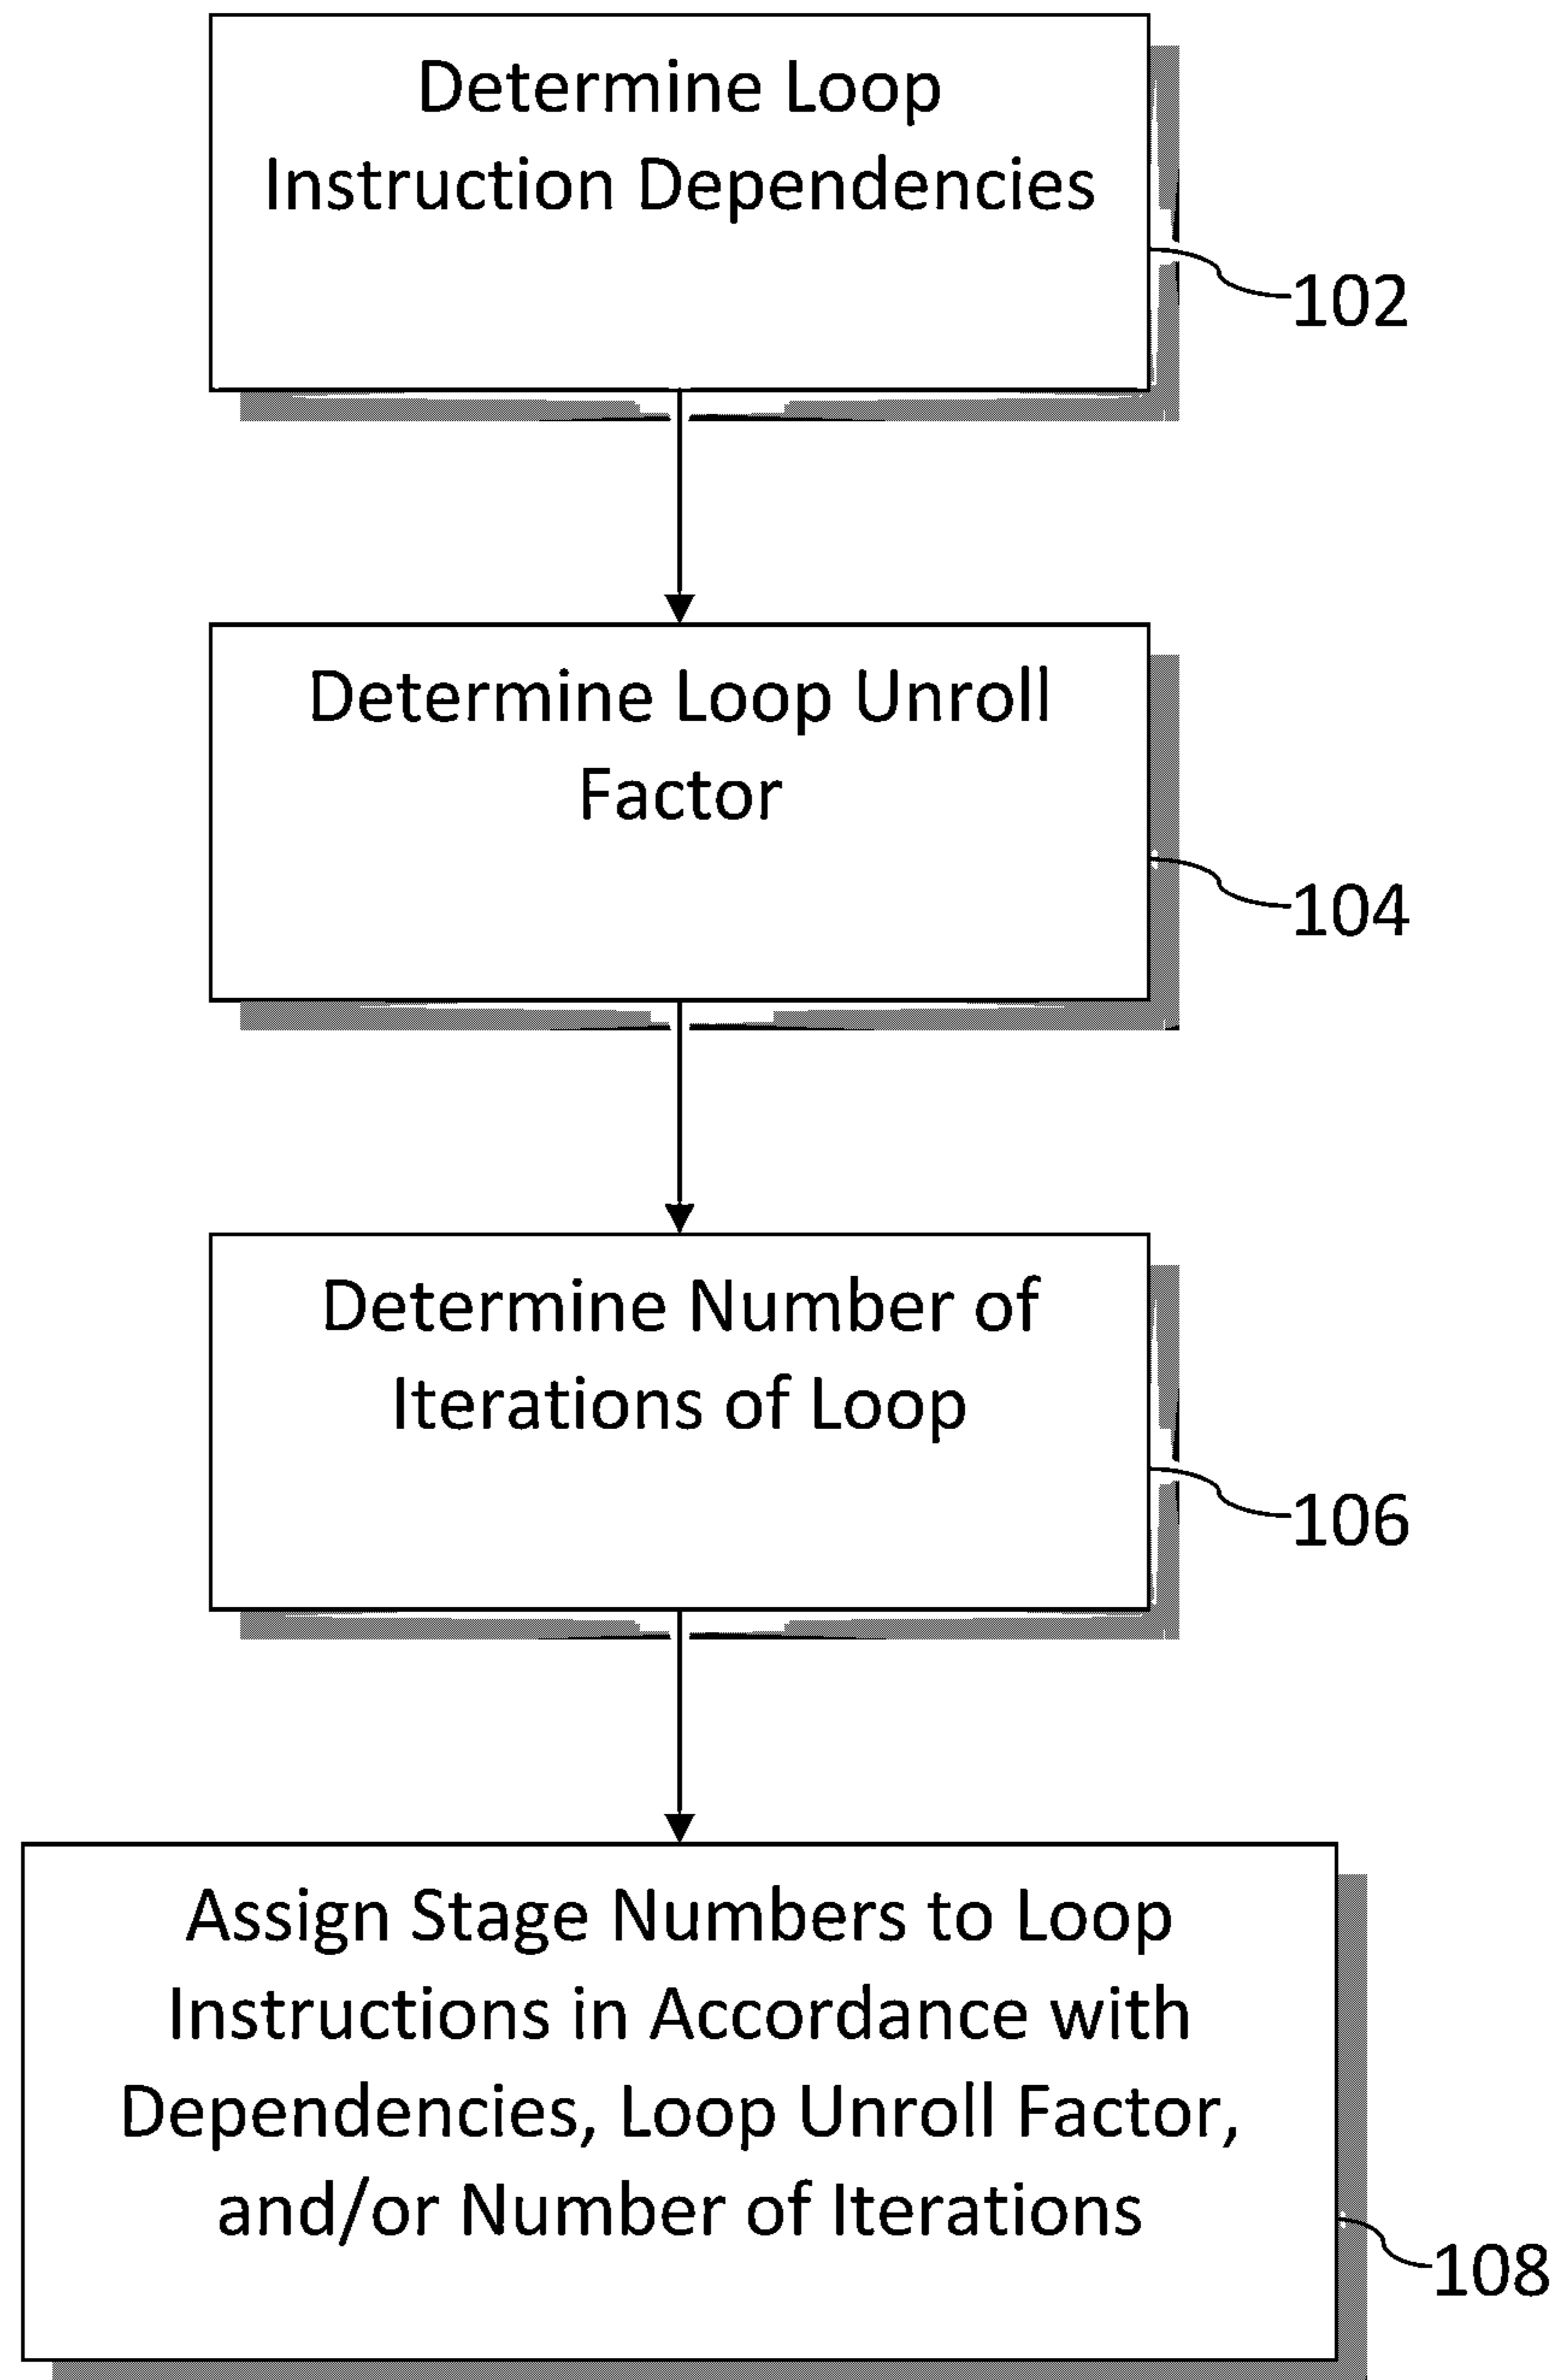 Determine Loop
Instruction Dependencies
102
Determine Loop Unroll
Factor
104
Determine Number of
Iterations of Loop
106
Assign Stage Numbers to Loop
Instructions in Accordance with
Dependencies, Loop Unroll Factor,
and/or Number of Iterations
108